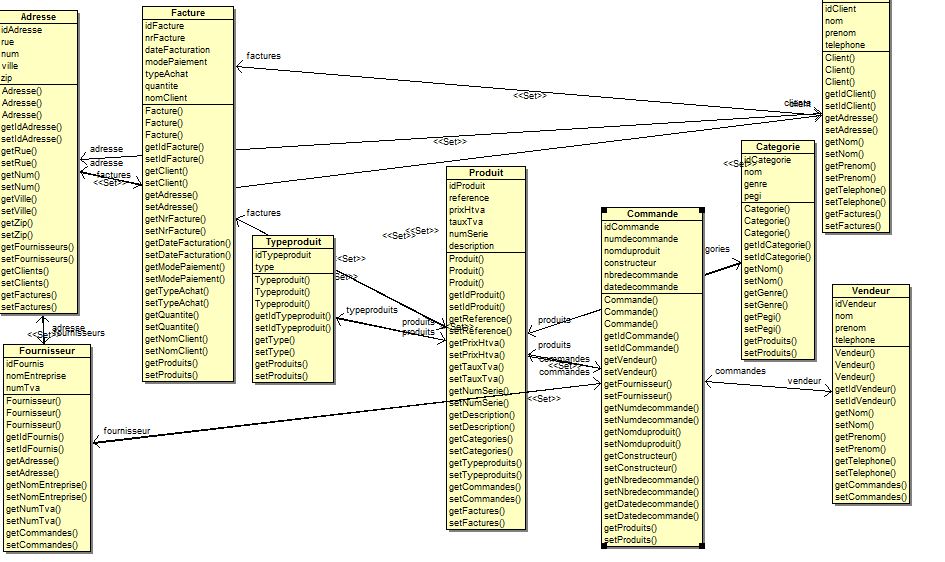 Adresse
idAdresse
rue
num
ville
zip
Adresse()
Adresse()
Adresse()
getIdAdresse()
setIdAdresse()
getRue()
setRue()
getNum()
setNum()
getVille()
setVille()
getZip()
setZip()
getFournisseurs()
setFournisseurs()
getClients()
setClients()
getFactures()
setFactures()
Facture
idFacture
nrFacture
dateFacturation
modePaiement
typeAchat
quantite
nomClient
Facture()
Facture()
Facture()
getIdFacture()
setIdFacture()
getClient()
setClient()
getAdresse()
setAdresse()
getNrFacture()
setNrFacture()
getDateFacturation()
setDateFacturation()
getModePaiement()
setModePaiement()
getTypeAchat()
setTypeAchat()
getQuantite()
setQuantite()
getNomClient()
setNomClient()
getProduits()
setProduits()
idClient
nom
prenom
telephone
Client()
Client()
Client()
getIdClient()
setIdClient()
getAdresse()
setAdresse()
getNom()
setNom()
getPrenom()
setPrenom()
getTelephone()
setTelephone()
getFactures()
setFactures()
Categorie
idCategorie
nom
genre
pegi
Categorie()
Categorie()
Categorie()
getIdCategorie()
setIdCategorie()
getNom()
setNom()
getGenre()
setGenre()
getPegi()
setPegi()
getProduits()
setProduits()
Produit
idProduit
reference
prixHtva
tauxTva
numSerie
description
Produit()
Produit()
Produit()
getIdProduit()
setIdProduit()
getReference()
setReference()
getPrixHtva()
setPrixHtva()
getTauxTva()
setTauxTva()
getNumSerie()
setNumSerie()
getDescription()
setDescription()
getCategories()
setCategories()
getTypeproduits()
setTypeproduits()
getCommandes()
setCommandes()
getFactures()
setFactures()
Commande
idCommande
numdecommande
nomduproduit
constructeur
nbredecommande
datedecommande
Commande()
Commande()
Commande()
getIdCommande()
setIdCommande()
getVendeur()
setVendeur()
getFournisseur()
setFournisseur()
getNumdecommande()
setNumdecommande()
getNomduproduit()
setNomduproduit()
getConstructeur()
setConstructeur()
getNbredecommande()
setNbredecommande()
getDatedecommande()
setDatedecommande()
getProduits()
setProduits()
Typeproduit
idTypeproduit
type
Typeproduit()
Typeproduit()
Typeproduit()
getIdTypeproduit()
setIdTypeproduit()
getType()
setType()
getProduits()
setProduits()
Vendeur
idVendeur
nom
prenom
telephone
Vendeur()
Vendeur()
Vendeur()
getIdVendeur()
setIdVendeur()
getNom()
setNom()
getPrenom()
setPrenom()
getTelephone()
setTelephone()
getCommandes()
setCommandes()
Fournisseur
idFournis
nomEntreprise
numTva
Fournisseur()
Fournisseur()
Fournisseur()
getIdFournis()
setIdFournis()
getAdresse()
setAdresse()
getNomEntreprise()
setNomEntreprise()
getNumTva()
setNumTva()
getCommandes()
setCommandes()
factures
<<Set>>
<<Set>>
adresse
adresse
factures
<<Set>>
factures
<<Set>>
typeproduits
produits
produits
produits
produits
commandes
commandes
<<Set>>
commandes
vendeur
fournisseur
adresse